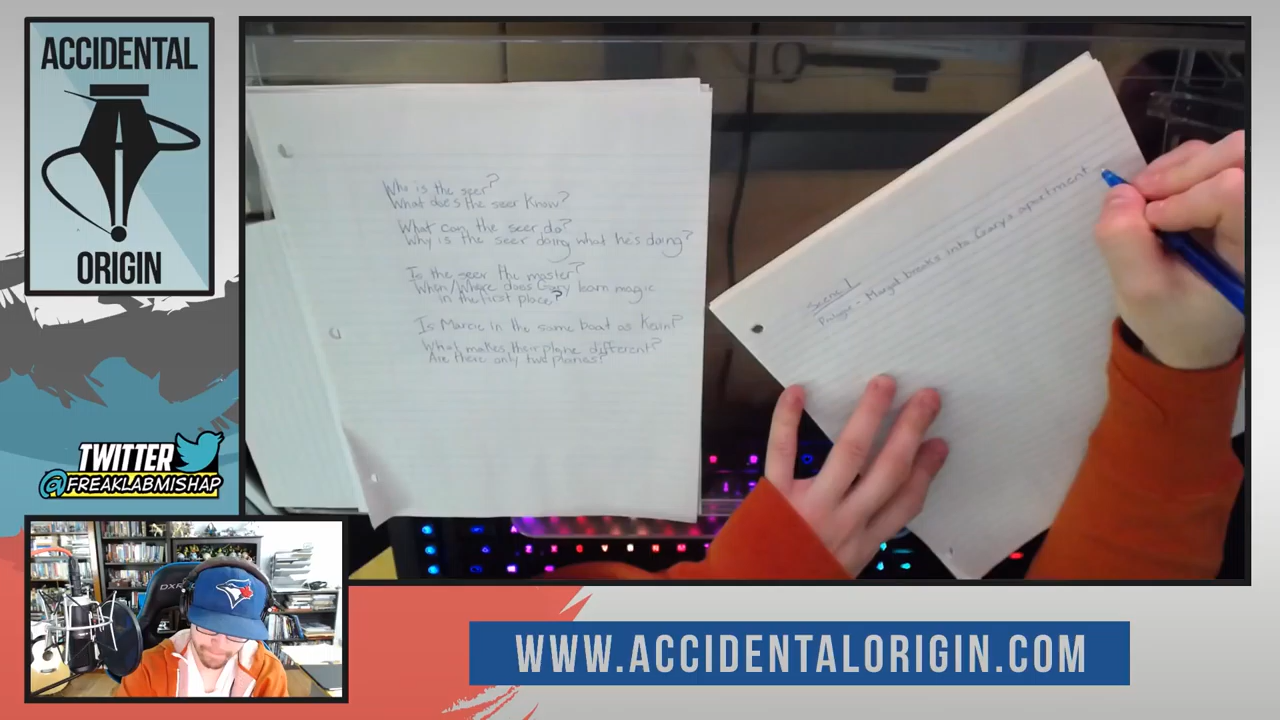 ACCIDENTAL
ORIGIN
TWITTER
@FREAKLABMISHAP
Who is the seer?
What does the seer know?
What can the seer do?
Why is the seer doing what he's doing?
Is the seer the master?
When/Where does Gary learn magic
in the first place?
Is Marcie in the same boat as Kain?
What makes their plane different?
Are there only two planes?
Scene 1
Prologue - Margot breaks into Gary's apartment
DXR
WWW.ACCIDENTALORIGIN.COM